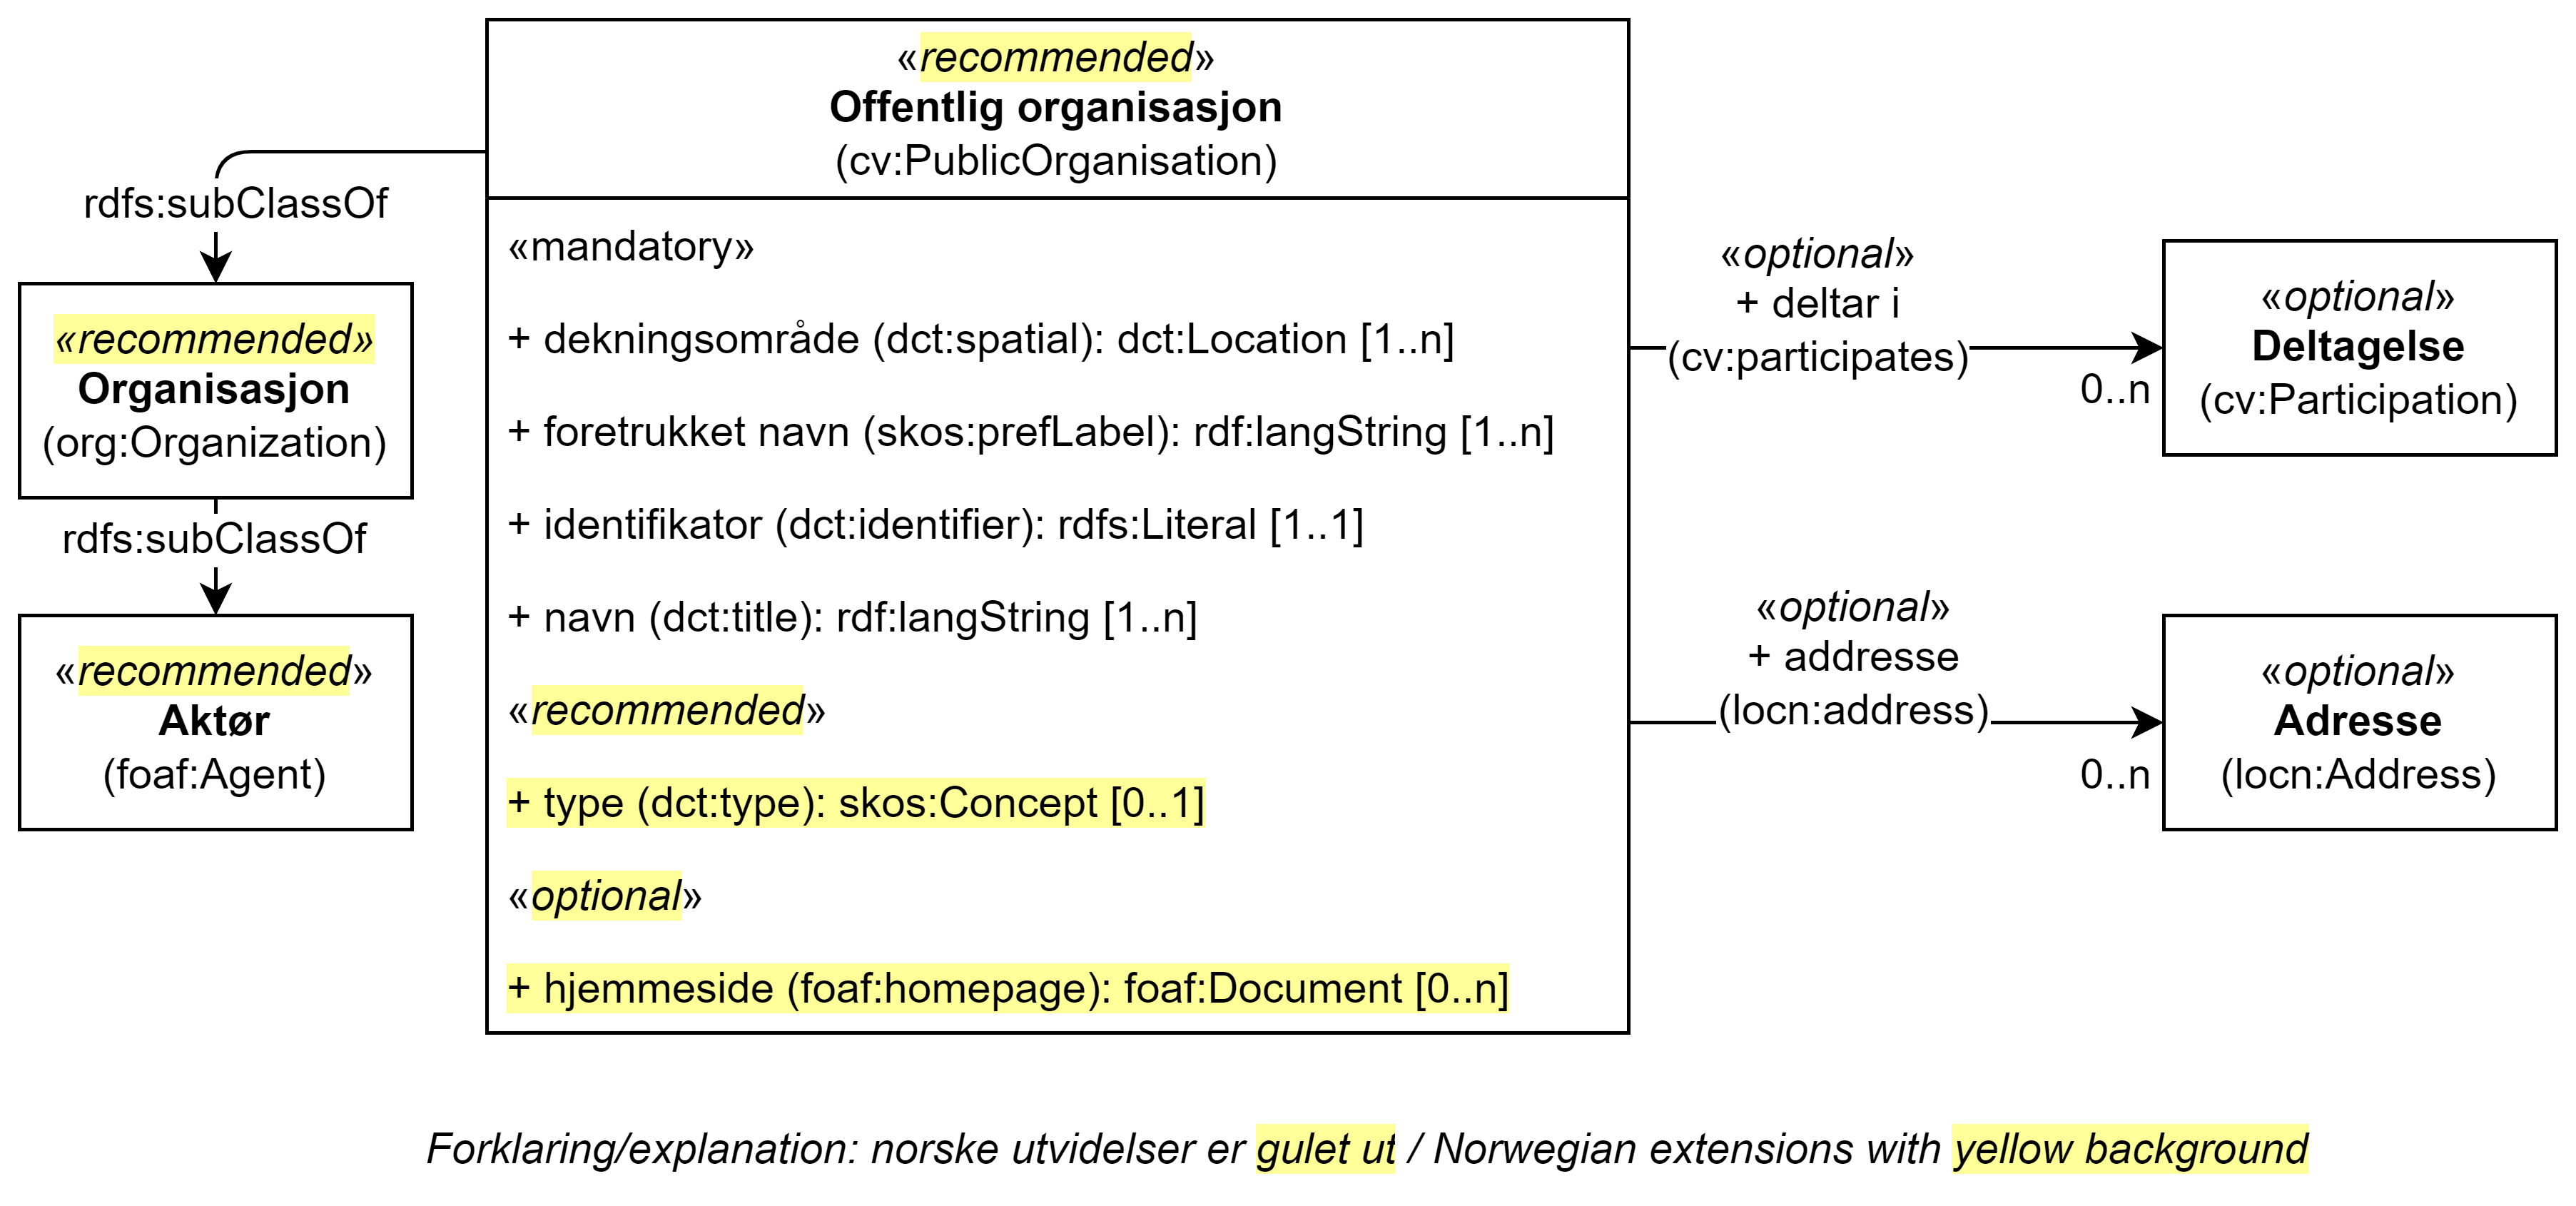 «recommended»
Offentlig organisasjon
(cv:PublicOrganisation)
rdfs:subClassOf
«recommended»
Organisasjon
(org:Organization)
rdfs:subClassOf
«recommended»
Aktør
(foaf:Agent)
«mandatory»
+ dekningsområde (dct:spatial): dct:Location [1..n]
+ foretrukket navn (skos:prefLabel): rdf:langString [1..n]
+ identifikator (dct:identifier): rdfs:Literal [1..1]
+ navn (dct:title): rdf:langString [1..n]
«recommended»
+ type (dct:type): skos:Concept [0..1]
«optional»
+ hjemmeside (foaf:homepage): foaf:Document [0..n]
«optional»
+ deltar i
(cv:participates)
0..n
«optional»
Deltagelse
(cv:Participation)
«optional»
+ addresse
(locn:address)
0..n
«optional»
Adresse
(locn:Address)
Forklaring/explanation: norske utvidelser er gulet ut / Norwegian extensions with yellow background